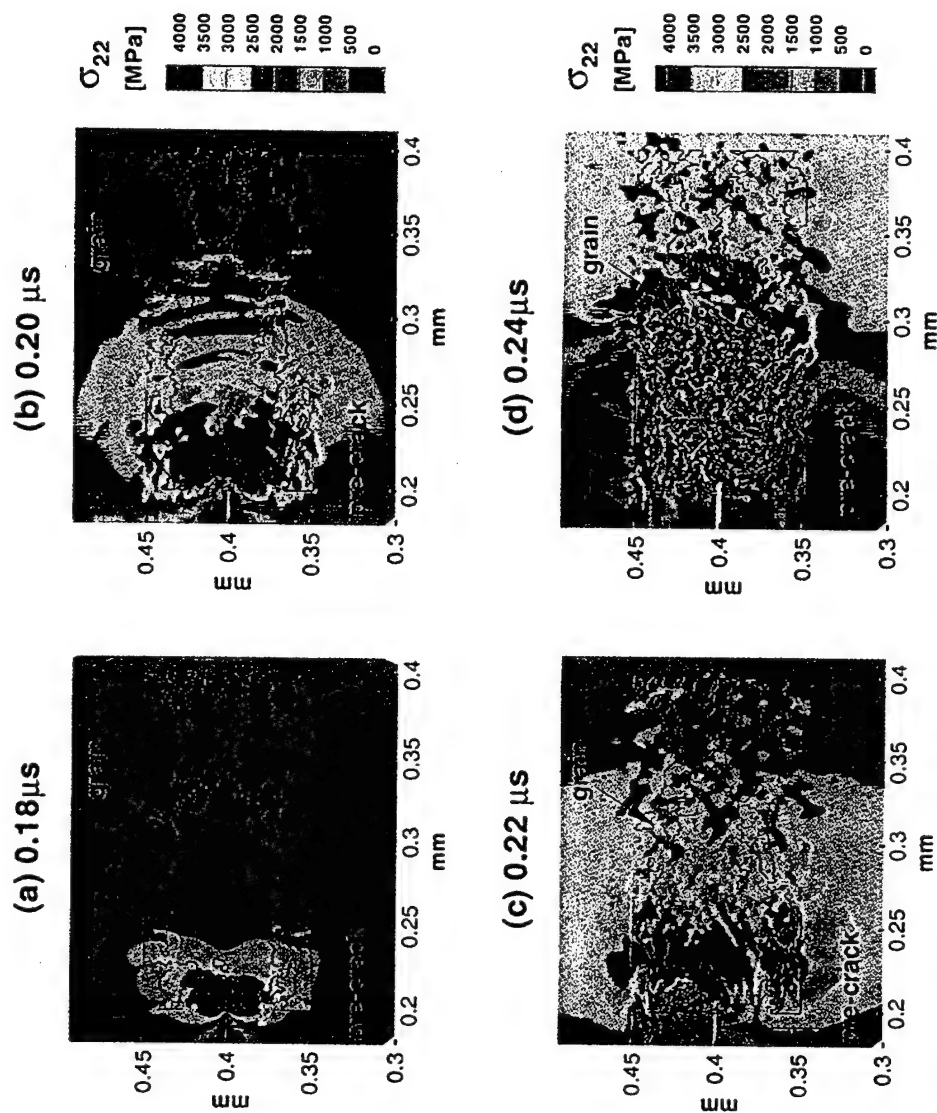 (a) 0.18μs
grain
pre-crack
0.45
0.4
0.35
0.3
mm
0.2
0.25
0.3
0.35
0.4
mm
(b) 0.20 μs
grain
pre-crack
0.45
0.4
0.35
0.3
mm
0.2
0.25
0.3
0.35
0.4
mm
σ22
[MPa]
4000
3500
3000
2500
2000
1500
1000
500
0
(c) 0.22 μs
grain
pre-crack
0.45
0.4
0.35
0.3
mm
0.2
0.25
0.3
0.35
0.4
mm
(d) 0.24μs
grain
pre-crack
0.45
0.4
0.35
0.3
mm
0.2
0.25
0.3
0.35
0.4
mm
σ22
[MPa]
4000
3500
3000
2500
2000
1500
1000
500
0